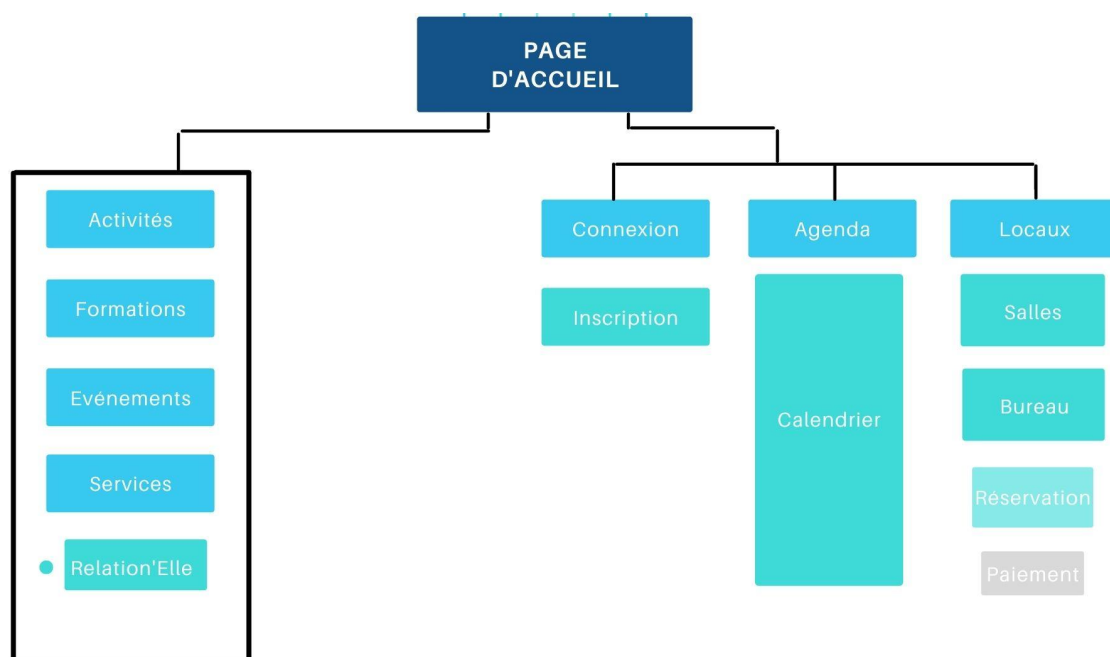 PAGE
D'ACCUEIL
Activités
Formations
Evénements
Services
Relation'Elle
Connexion
Inscription
Agenda
Calendrier
Locaux
Salles
Bureau
Réservation
Paiement